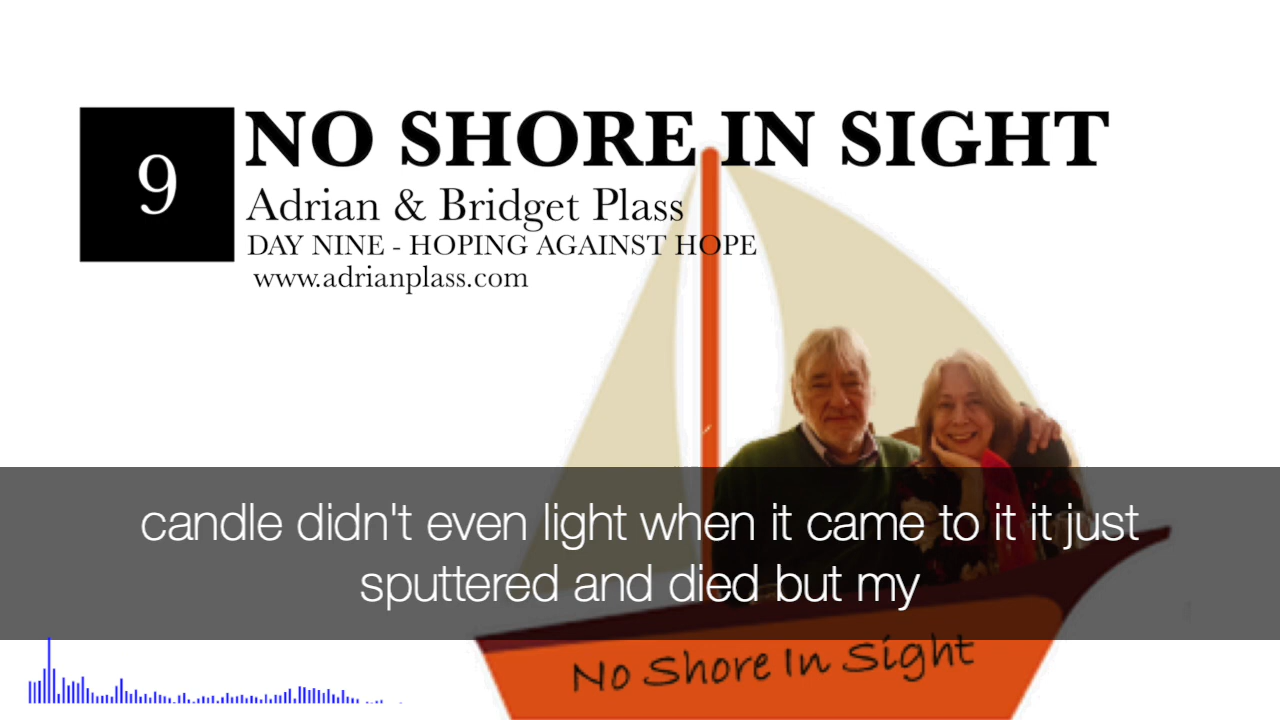 9
NO SHORE IN SIGHT
Adrian & Bridget Plass
DAY NINE - HOPING AGAINST HOPE
www.adrianplass.com
candle didn't even light when it came to it it just
sputtered and died but my
No Shore In Sight